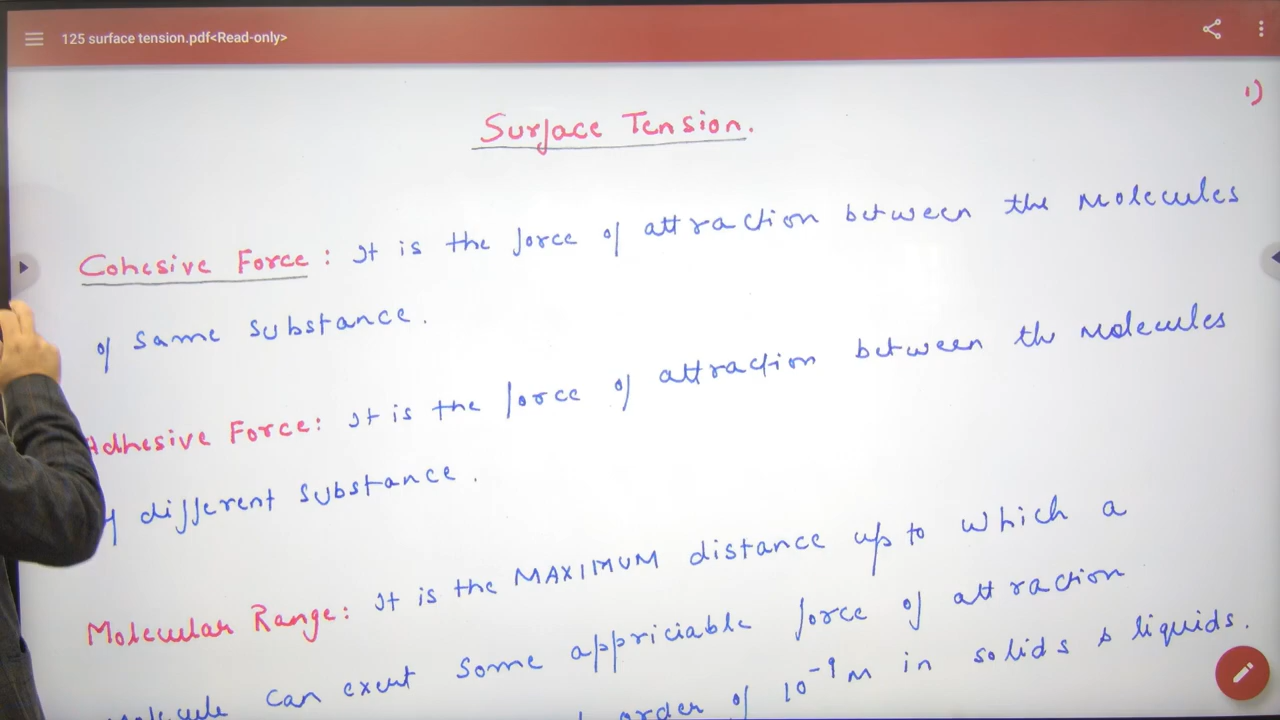 125 surface tension.pdf<Read-only>
1)
Surface Tension.
Cohesive Force : It is the force of attraction between the Molecules
of same substance.
Adhesive Force: It is the force of attraction between the Molecules
of different substance.
Molecular Range: It is the MAXIMUM distance up to which a
Molecule can exert some appriciable force of attraction
order of 10⁻⁹ m in solids & liquids.